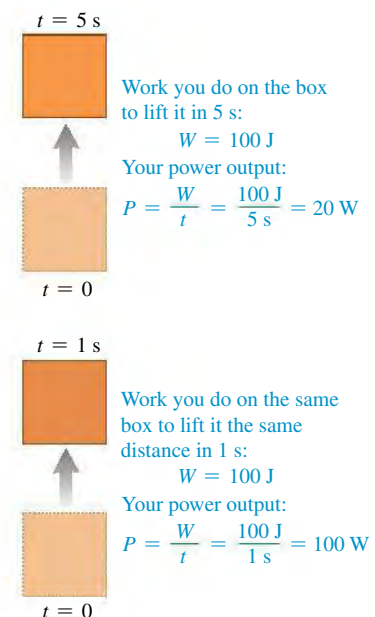 t = 5 s
Work you do on the box
to lift it in 5 s:
W = 100 J
Your power output:
P = W/t = 100 J/5 s = 20 W
t = 0
t = 1 s
Work you do on the same
box to lift it the same
distance in 1 s:
W = 100 J
Your power output:
P = W/t = 100 J/1 s = 100 W
t = 0